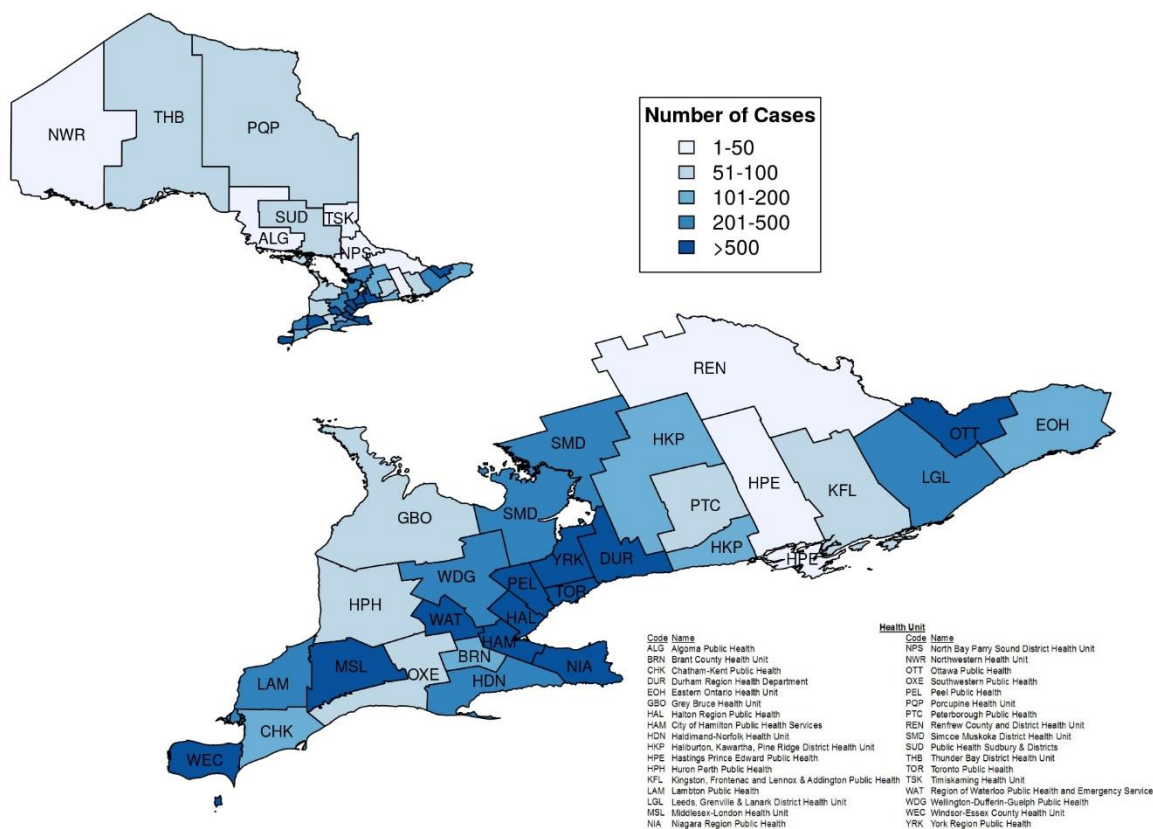 NWR
THB
PQP
SUD
TSK
ALG
NPS
Number of Cases
1-50
51-100
101-200
201-500
>500
REN
SMD
HKP
OTT
EOH
HPE
KFL
LGL
GBO
SMD
PTC
HKP
YRK
DUR
HPE
WDG
PEL
TOR
HPH
WAT
HAL
HAM
MSL
OXE
BRN
NIA
LAM
HDN
CHK
WEC
Health Unit
Code Name
ALG Algoma Public Health
BRN Brant County Health Unit
CHK Chatham-Kent Public Health
DUR Durham Region Health Department
EOH Eastern Ontario Health Unit
GBO Grey Bruce Health Unit
HAL Halton Region Public Health
HAM City of Hamilton Public Health Services
HDN Haldimand-Norfolk Health Unit
HKP Haliburton, Kawartha, Pine Ridge District Health Unit
HPE Hastings Prince Edward Public Health
HPH Huron Perth Public Health
KFL Kingston, Frontenac and Lennox & Addington Public Health
LAM Lambton Public Health
LGL Leeds, Grenville & Lanark District Health Unit
MSL Middlesex-London Health Unit
NIA Niagara Region Public Health
Code Name
NPS North Bay Parry Sound District Health Unit
NWR Northwestern Health Unit
OTT Ottawa Public Health
OXE Southwestern Public Health
PEL Peel Public Health
PQP Porcupine Health Unit
PTC Peterborough Public Health
REN Renfrew County and District Health Unit
SMD Simcoe Muskoka District Health Unit
SUD Public Health Sudbury & Districts
THB Thunder Bay District Health Unit
TOR Toronto Public Health
TSK Timiskaming Health Unit
WAT Region of Waterloo Public Health and Emergency Service
WDG Wellington-Dufferin-Guelph Public Health
WEC Windsor-Essex County Health Unit
YRK York Region Public Health